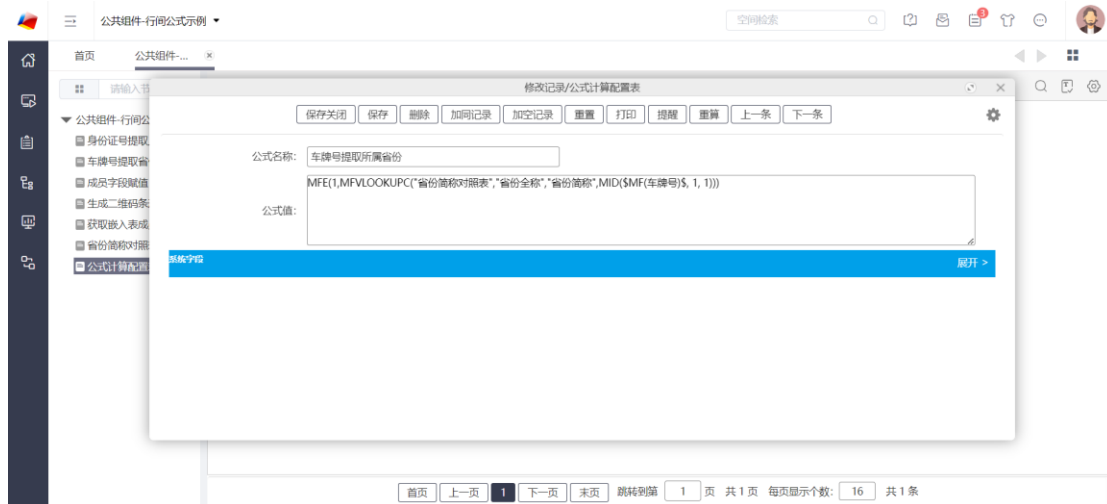 公共组件-行间公式示例
空间检索
3
首页
公共组件-...
请输入节
修改记录/公式计算配置表
保存关闭 保存 删除 加同记录 加空记录 重置 打印 提醒 重算 上一条 下一条
公共组件-行间公
身份证号提取
车牌号提取省
成员字段赋值
生成二维码条
获取嵌入表成
省份简称对照
公式计算配置
公式名称: 车牌号提取所属省份
公式值: MFE(1,MFVLOOKUPC("省份简称对照表","省份全称","省份简称",MID($MF(车牌号)$, 1, 1)))
系统字段
展开 >
首页 上一页 1 下一页 末页 跳转到第 1 页 共 1 页 每页显示个数: 16 共 1 条